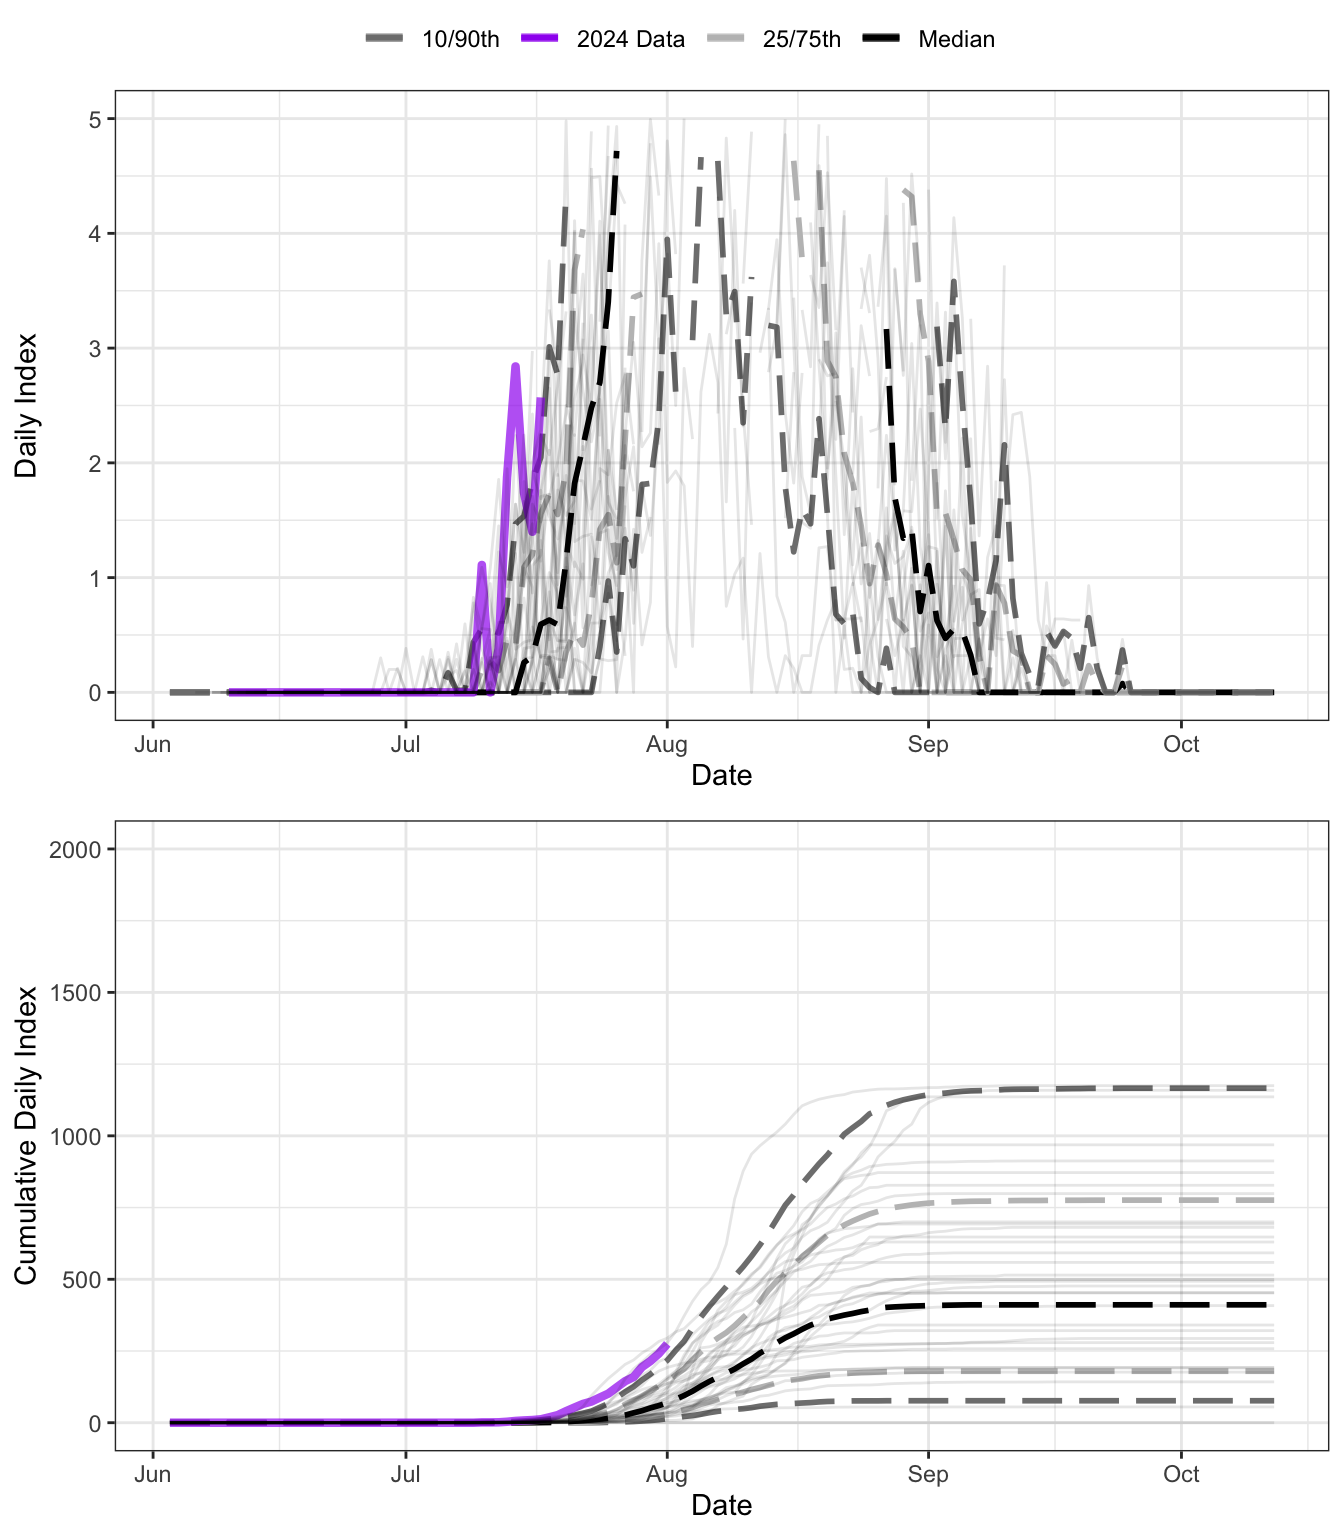 10/90th 2024 Data 25/75th Median
5
4
3
2
1
0
Daily Index
Jun Jul Aug Sep Oct
Date
2000
1500
1000
500
0
Cumulative Daily Index
Jun Jul Aug Sep Oct
Date